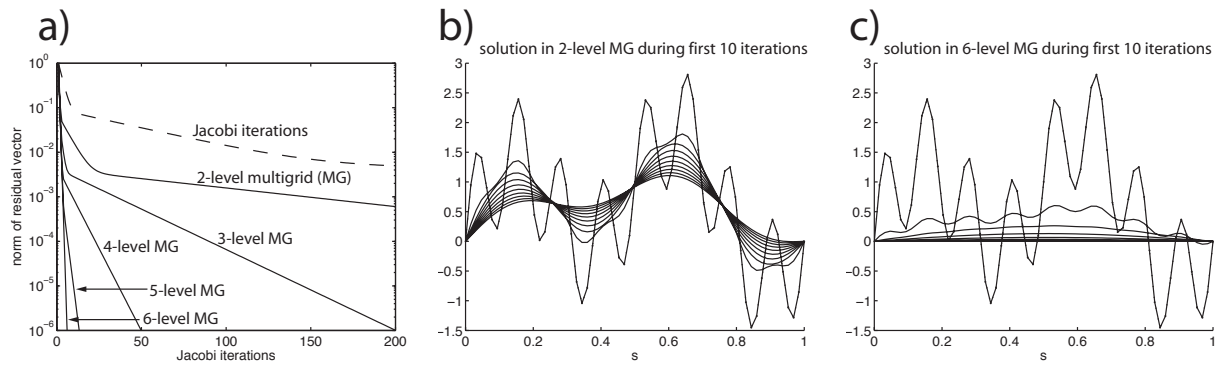 a)
10^0
10^-1
10^-2
10^-3
10^-4
10^-5
10^-6
norm of residual vector
Jacobi iterations
2-level multigrid (MG)
3-level MG
4-level MG
5-level MG
6-level MG
0
50
100
150
200
Jacobi iterations
b)
solution in 2-level MG during first 10 iterations
3
2.5
2
1.5
1
0.5
0
−0.5
−1
−1.5
0
0.2
0.4
0.6
0.8
1
s
c)
solution in 6-level MG during first 10 iterations
3
2.5
2
1.5
1
0.5
0
−0.5
−1
−1.5
0
0.2
0.4
0.6
0.8
1
s